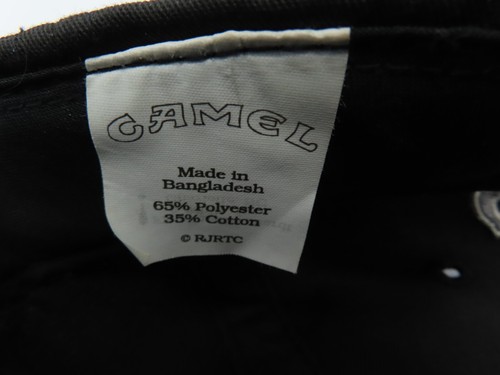 CAMEL
Made in
Bangladesh
65% Polyester
35% Cotton
© RJRTC